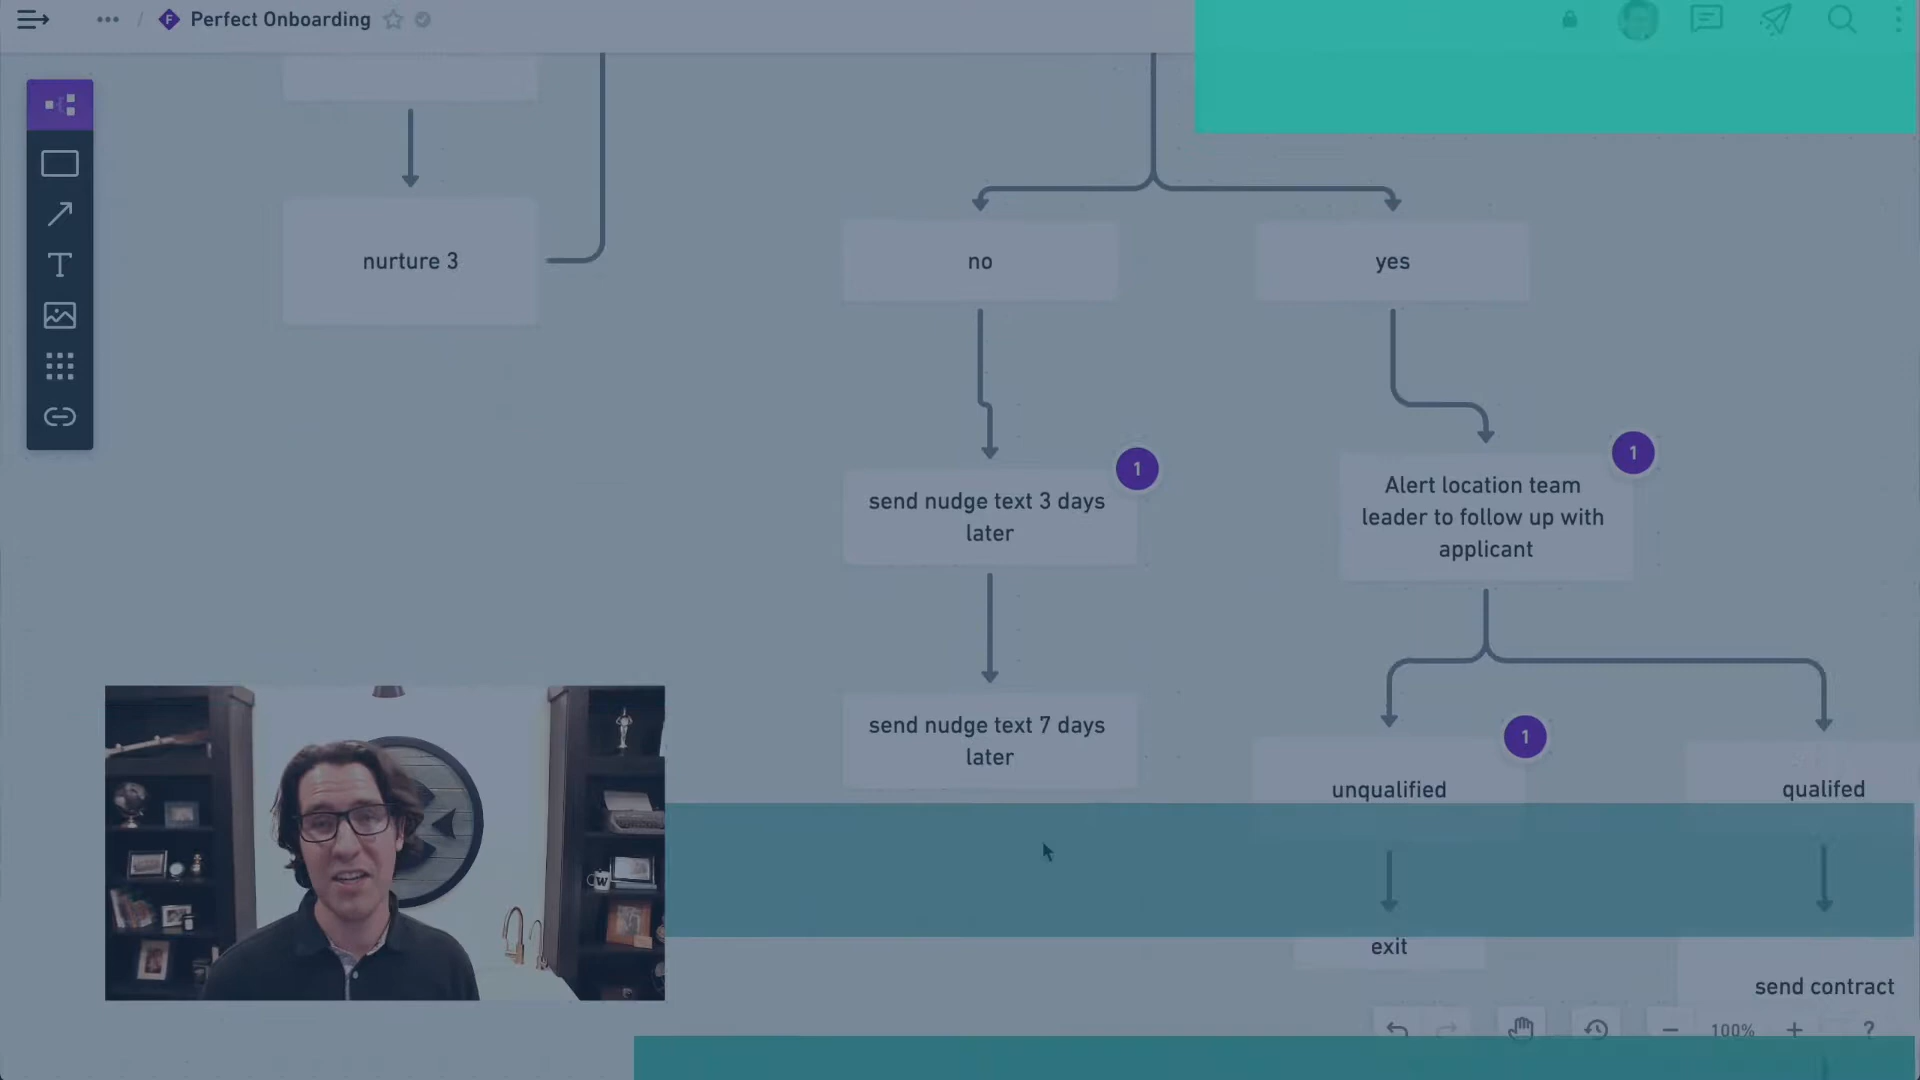 Perfect Onboarding
nurture 3
no
yes
send nudge text 3 days
later
1
Alert location team
leader to follow up with
applicant
1
send nudge text 7 days
later
unqualified
1
qualifed
exit
send contract
100%
?
W